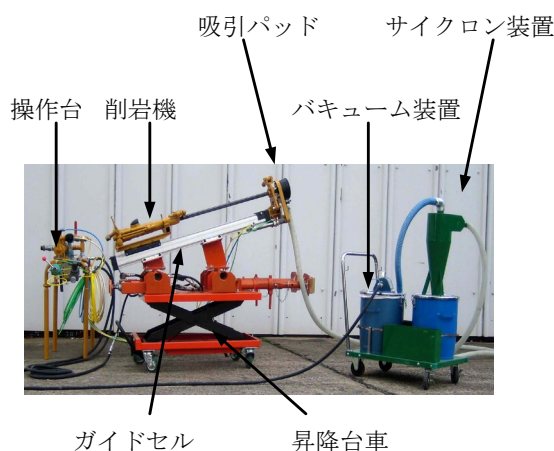 吸引パッド サイクロン装置
操作台 削岩機 バキューム装置
ガイドセル 昇降台車